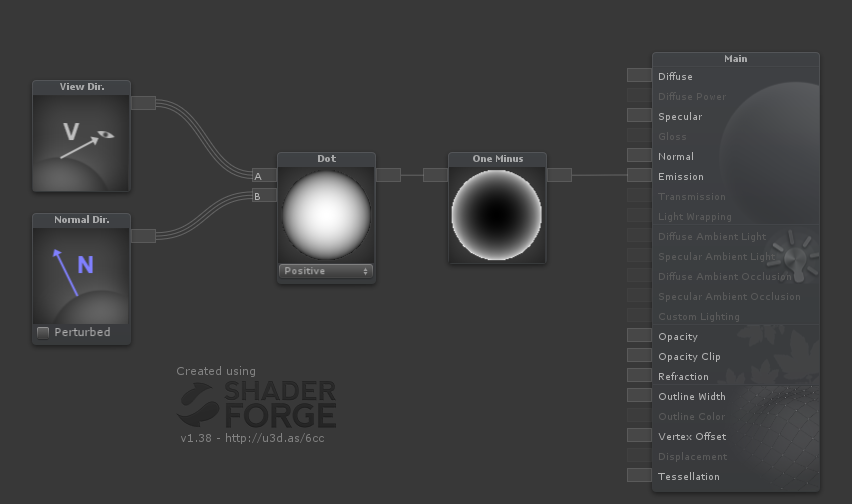 View Dir.
V
Normal Dir.
N
Perturbed
Dot
A
B
Positive
One Minus
Main
Diffuse
Diffuse Power
Specular
Gloss
Normal
Emission
Transmission
Light Wrapping
Diffuse Ambient Light
Specular Ambient Light
Diffuse Ambient Occlusion
Specular Ambient Occlusion
Custom Lighting
Opacity
Opacity Clip
Refraction
Outline Width
Outline Color
Vertex Offset
Displacement
Tessellation
Created using
SHADER
FORGE
v1.38 - http://u3d.as/6cc